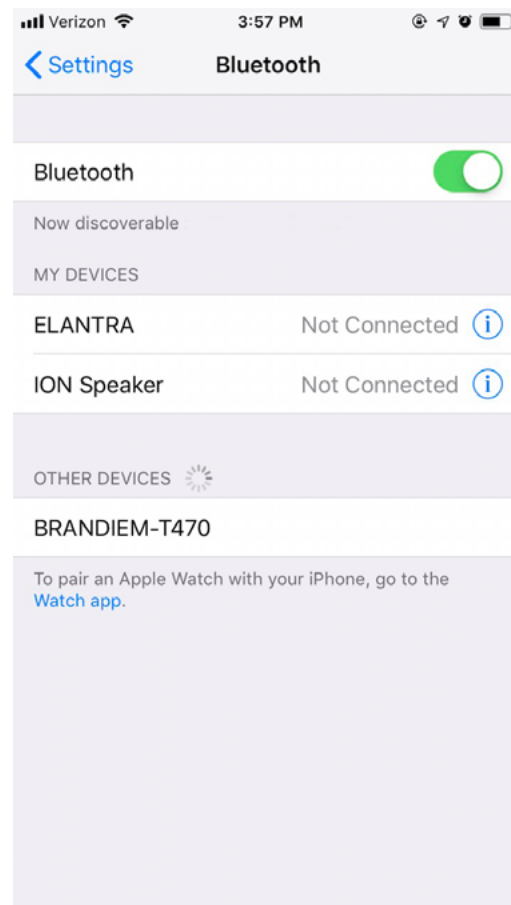 Verizon 3:57 PM
Settings Bluetooth
Bluetooth
Now discoverable
MY DEVICES
ELANTRA Not Connected
ION Speaker Not Connected
OTHER DEVICES
BRANDIEM-T470
To pair an Apple Watch with your iPhone, go to the
Watch app.